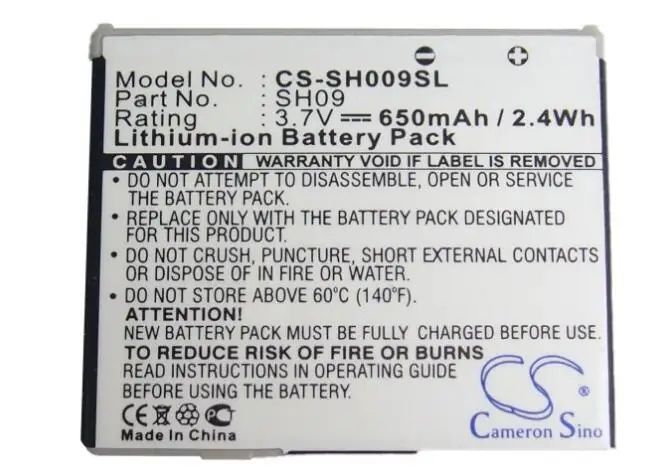 Model No. : CS-SH009SL
Part No. : SH09
Rating : 3.7V 650mAh / 2.4Wh
Lithium-ion Battery Pack
CAUTION WARRANTY VOID IF LABEL IS REMOVED
• DO NOT ATTEMPT TO DISASSEMBLE, OPEN OR SERVICE
THE BATTERY PACK.
• REPLACE ONLY WITH THE BATTERY PACK DESIGNATED
FOR THIS PRODUCT.
• DO NOT CRUSH, PUNCTURE, SHORT EXTERNAL CONTACTS
OR DISPOSE OF IN FIRE OR WATER.
• DO NOT STORE ABOVE 60°C (140°F).
ATTENTION!
NEW BATTERY PACK MUST BE FULLY CHARGED BEFORE USE.
TO REDUCE RISK OF FIRE OR BURNS
READ INSTRUCTIONS IN PHONE USER GUIDE
BEFORE USING THE BATTERY.
CE
Made In China
CS
Cameron Sino